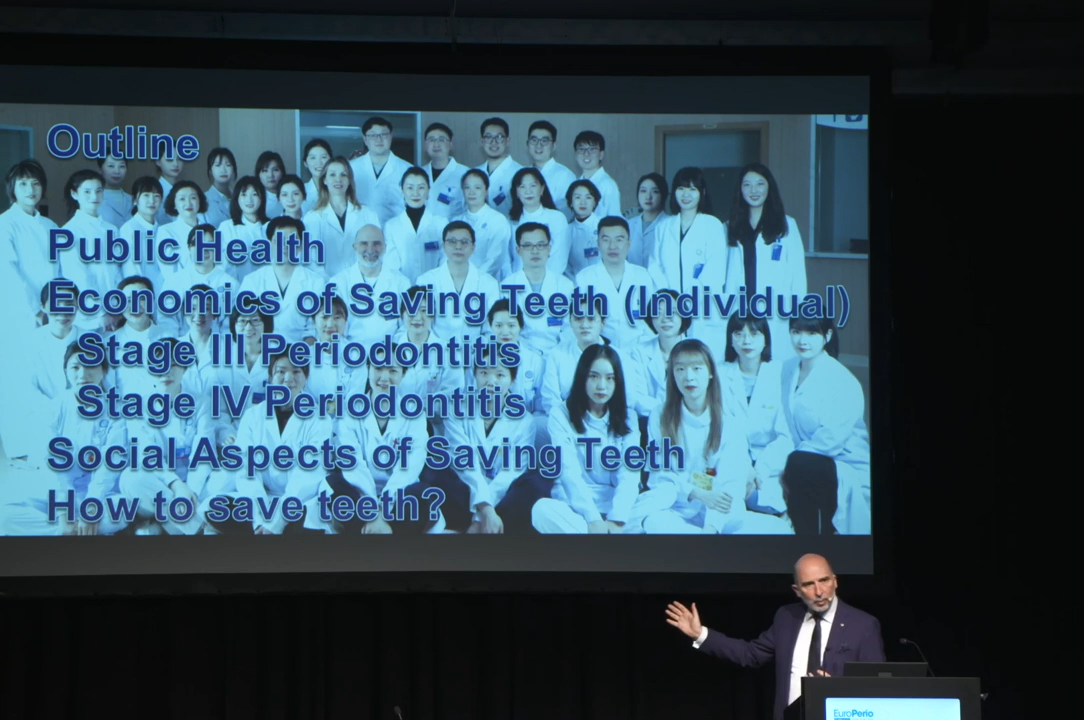 Outline
Public Health
Economics of Saving Teeth (Individual)
Stage III Periodontitis
Stage IV Periodontitis
Social Aspects of Saving Teeth
How to save teeth?
EuroPerio